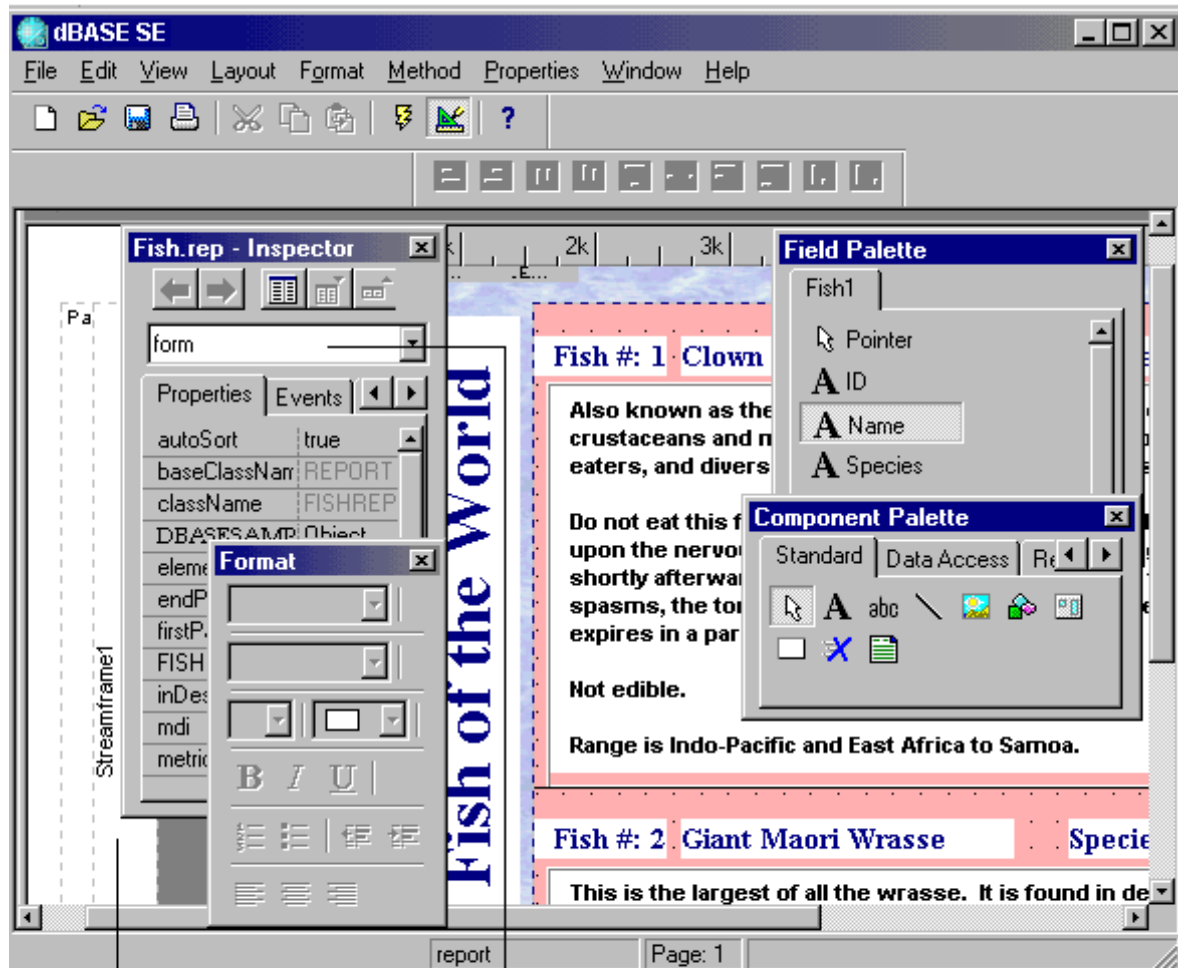 dBASE SE
File Edit View Layout Format Method Properties Window Help
Fish.rep - Inspector
form
Properties Events
autoSort true
baseClassNam REPORT
className FISHREP
DBASESAMP Object
eleme
endP
firstP
FISH
inDes
mdi
metric
Format
B I U
Pa
Streamframe1
2k 3k
E...
Fish of the World
Fish #: 1 Clown
Also known as the
crustaceans and m
eaters, and divers
Do not eat this f
upon the nervou
shortly afterwar
spasms, the ton
expires in a par
Not edible.
Range is Indo-Pacific and East Africa to Samoa.
Fish #: 2 Giant Maori Wrasse Specie
This is the largest of all the wrasse. It is found in de
Field Palette
Fish1
Pointer
A ID
A Name
A Species
Component Palette
Standard Data Access Re
A abc
report Page: 1